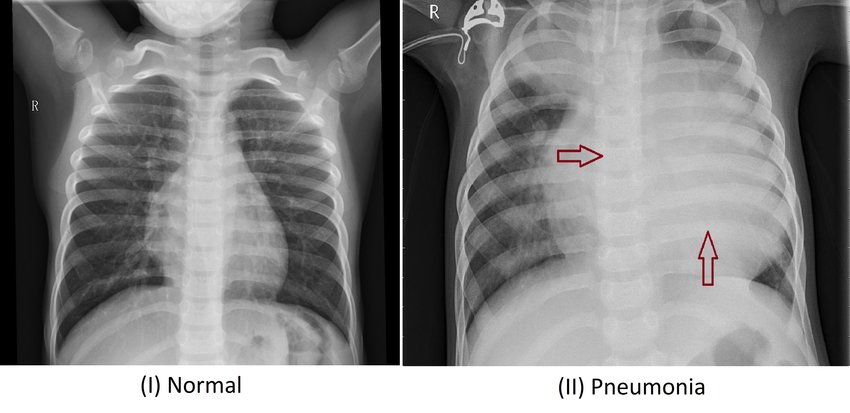 R
R
(I) Normal
(II) Pneumonia